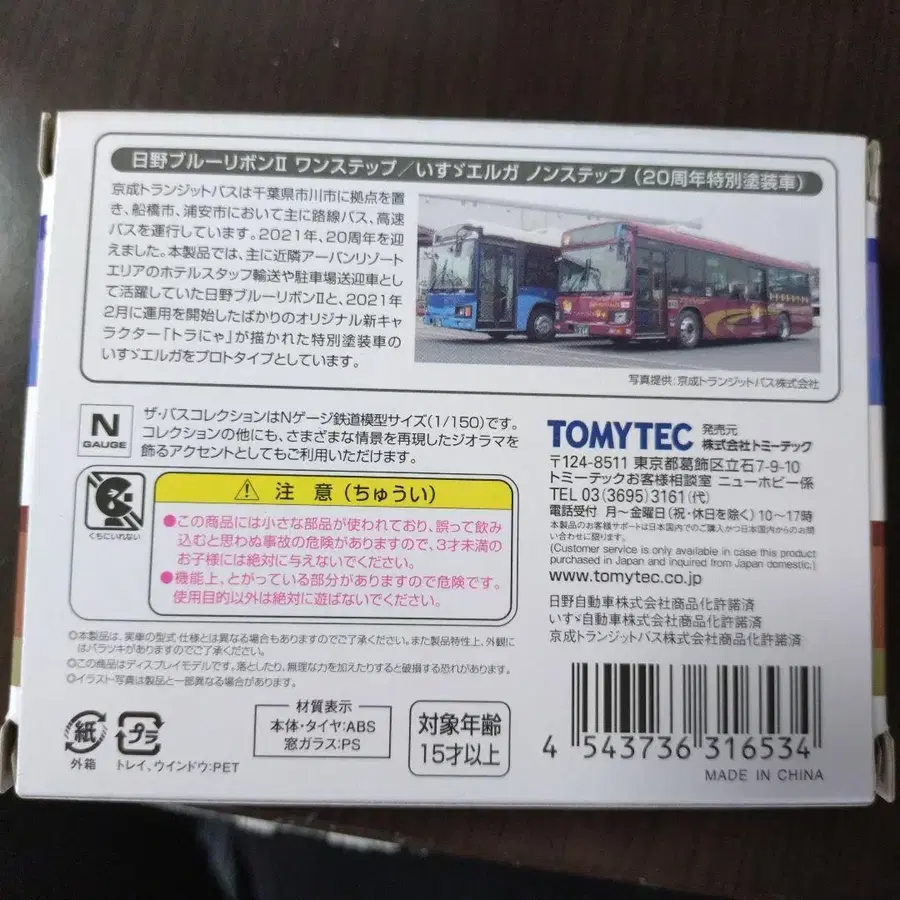 日野ブルーリボンⅡ ワンステップ/いすゞエルガ ノンステップ(20周年特別塗装車)
京成トランジットバスは千葉県市川市に拠点を置
き、船橋市、浦安市において主に路線バス、高速
バスを運行しています。2021年、20周年を迎
えました。本製品では、主に近隣アーバンリゾート
エリアのホテルスタッフ輸送や駐車場送迎車とし
て活躍していた日野ブルーリボンⅡと、2021年
2月に運用を開始したばかりのオリジナル新キャ
ラクター「トラにゃ」が描かれた特別塗装車の
いすゞエルガをプロトタイプとしています。
写真提供:京成トランジットバス株式会社
N
GAUGE
ザ・バスコレクションはNゲージ鉄道模型サイズ(1/150)です。
コレクションの他にも、さまざまな情景を再現したジオラマを
飾るアクセントとしてもご利用いただけます。
くちにいれない
注 意(ちゅうい)
●この商品には小さな部品が使われており、誤って飲み
込むと思わぬ事故の危険がありますので、3才未満の
お子様には絶対に与えないでください。
●機能上、とがっている部分がありますので危険です。
使用目的以外は絶対に遊ばないでください。
◎本製品は、実車の型式・仕様とは異なる場合もありますのでご了承ください。また製品特性上、外観に
はバラツキがありますのでご了承ください。
◎この商品はディスプレイモデルです。落としたり、無理な力を加えたりすると破損する恐れがあります。
◎イラスト・写真は製品と一部異なる場合があります。
紙
外箱
プラ
トレイ、ウインドウ:PET
材質表示
本体・タイヤ:ABS
窓ガラス:PS
対象年齢
15才以上
TOMYTEC 発売元 株式会社トミーテック
〒124-8511 東京都葛飾区立石7-9-10
トミーテックお客様相談室 ニューホビー係
TEL 03(3695)3161(代)
電話受付 月〜金曜日(祝・休日を除く)10〜17時
本製品のお客様サポートは日本国内でのご購入かつ日本国内からのお問
い合わせに限ります。
(Customer service is only available in case this product
purchased in Japan and inquired from Japan domestic.)
www.tomytec.co.jp
日野自動車株式会社商品化許諾済
いすゞ自動車株式会社商品化許諾済
京成トランジットバス株式会社商品化許諾済
4 543736 316534
MADE IN CHINA